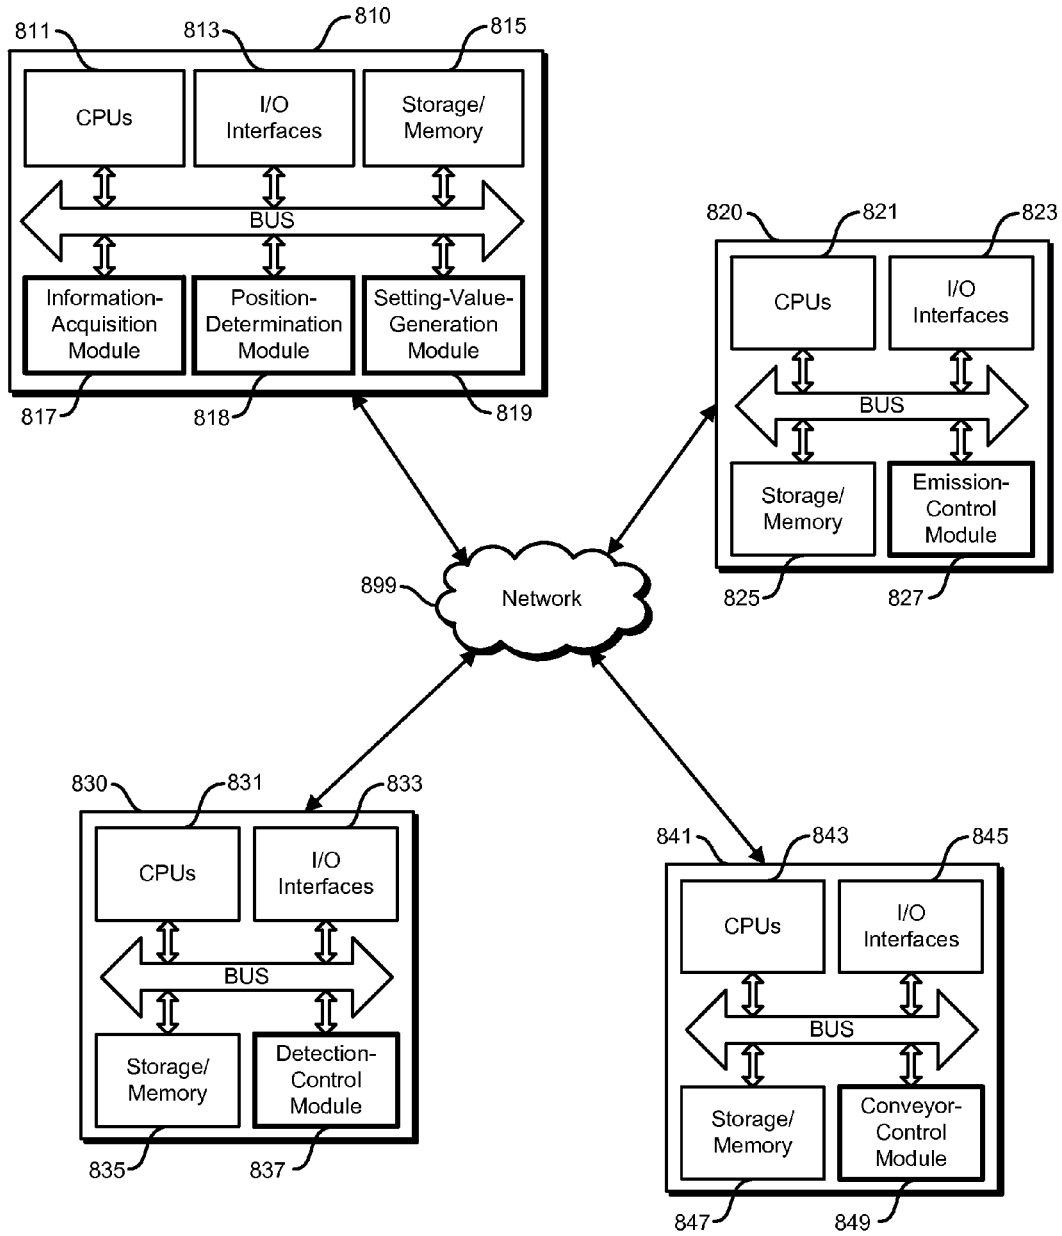 810
811
813
815
CPUs
I/O
Interfaces
Storage/
Memory
BUS
Information-
Acquisition
Module
Position-
Determination
Module
Setting-Value-
Generation
Module
817
818
819
820
821
823
CPUs
I/O
Interfaces
BUS
Storage/
Memory
Emission-
Control
Module
825
827
899
Network
830
831
833
CPUs
I/O
Interfaces
BUS
Storage/
Memory
Detection-
Control
Module
835
837
841
843
845
CPUs
I/O
Interfaces
BUS
Storage/
Memory
Conveyor-
Control
Module
847
849